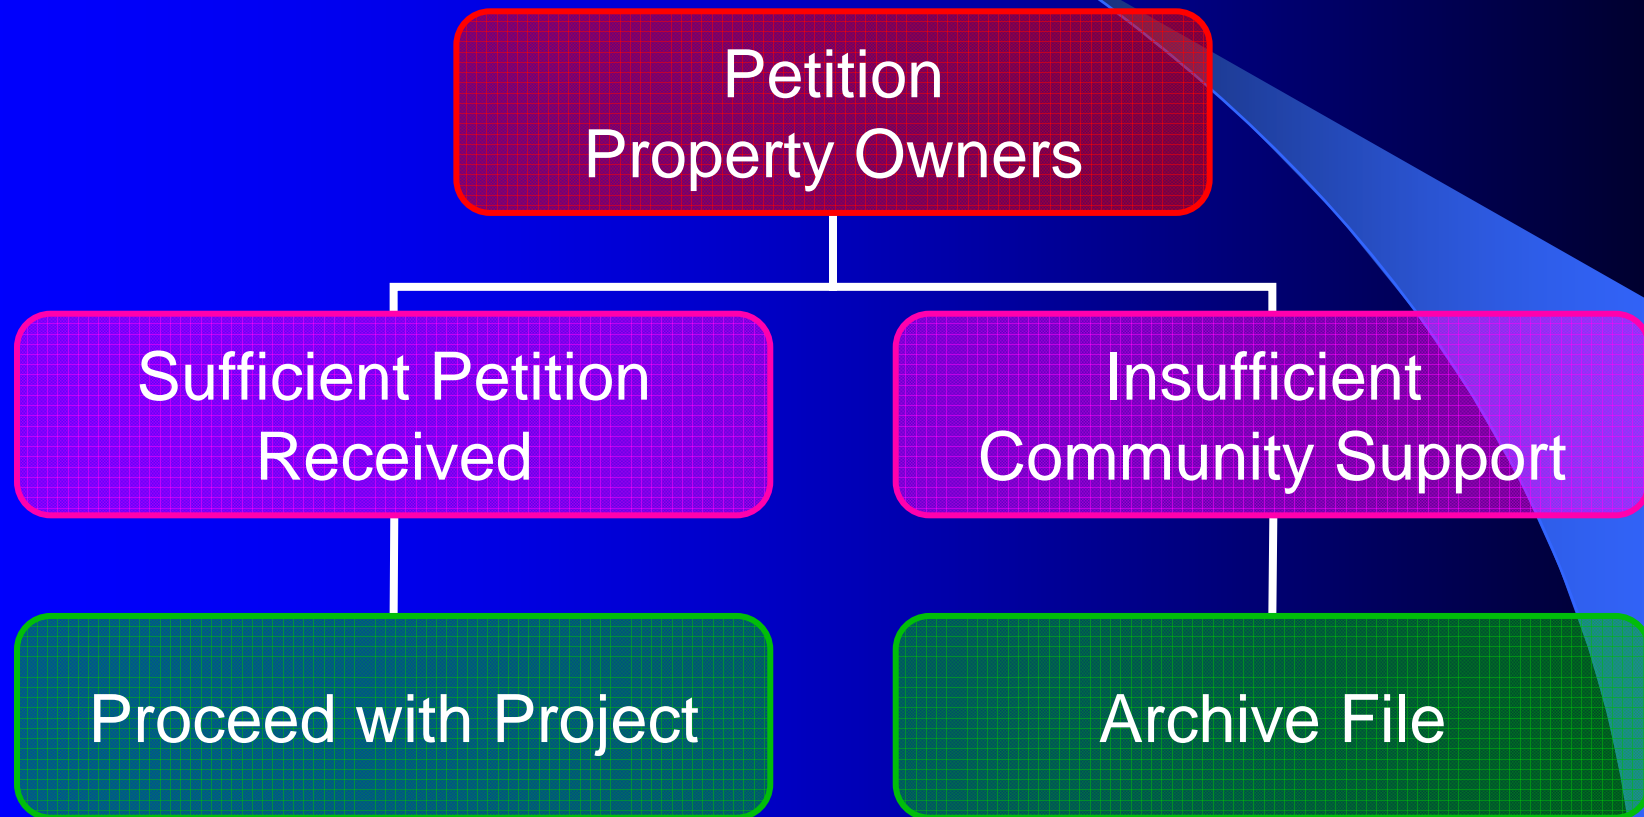 Petition
Property Owners
Sufficient Petition
Received
Insufficient
Community Support
Proceed with Project
Archive File